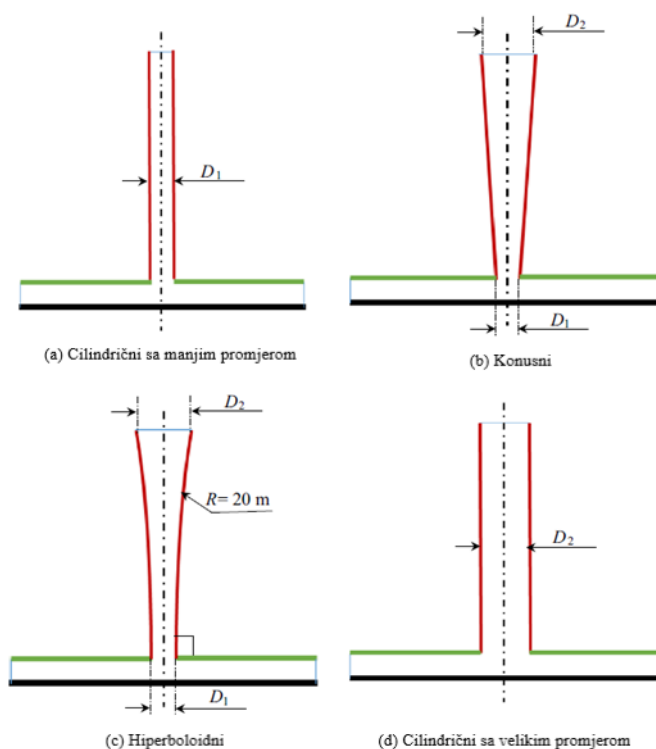 D₁
(a) Cilindrični sa manjim promjerom
D₂
D₁
(b) Konusni
D₂
R= 20 m
D₁
(c) Hiperboloidni
D₂
(d) Cilindrični sa velikim promjerom